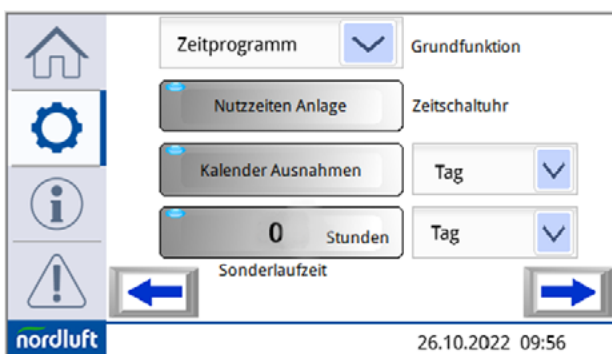 Zeitprogramm Grundfunktion
Nutzzeiten Anlage Zeitschaltuhr
Kalender Ausnahmen Tag
0 Stunden Tag
Sonderlaufzeit
nordluft 26.10.2022 09:56